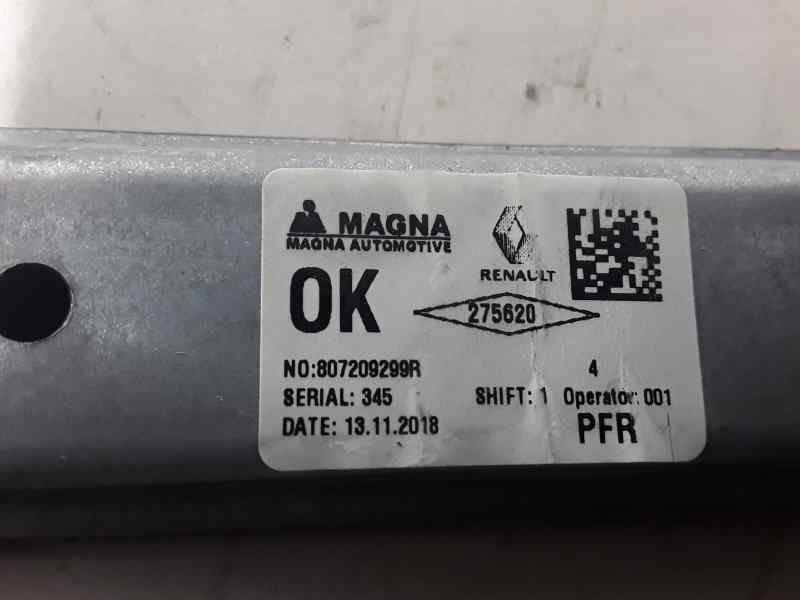 MAGNA
MAGNA AUTOMOTIVE
RENAULT
OK
275620
NO:807209299R 4
SERIAL: 345 SHIFT: 1 Operator: 001
DATE: 13.11.2018 PFR